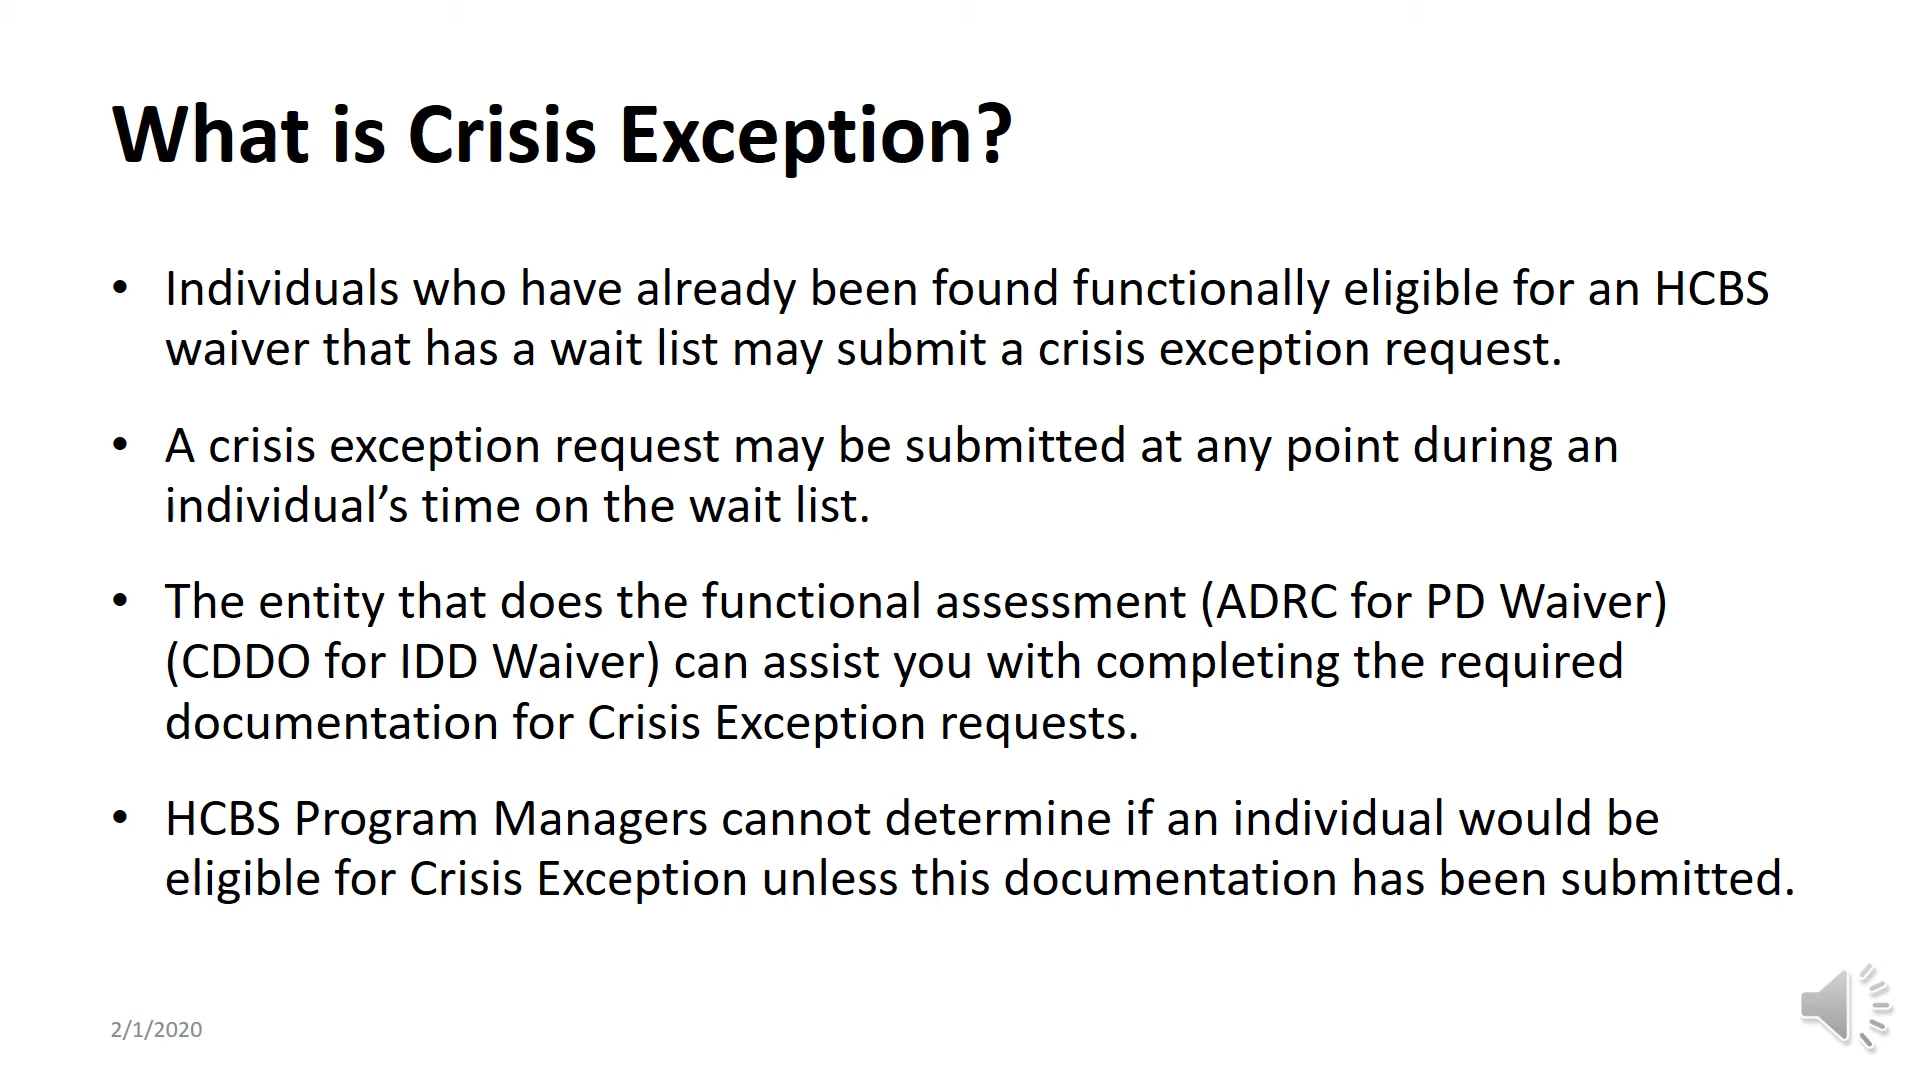 What is Crisis Exception?
• Individuals who have already been found functionally eligible for an HCBS
waiver that has a wait list may submit a crisis exception request.
• A crisis exception request may be submitted at any point during an
individual’s time on the wait list.
• The entity that does the functional assessment (ADRC for PD Waiver)
(CDDO for IDD Waiver) can assist you with completing the required
documentation for Crisis Exception requests.
• HCBS Program Managers cannot determine if an individual would be
eligible for Crisis Exception unless this documentation has been submitted.
2/1/2020